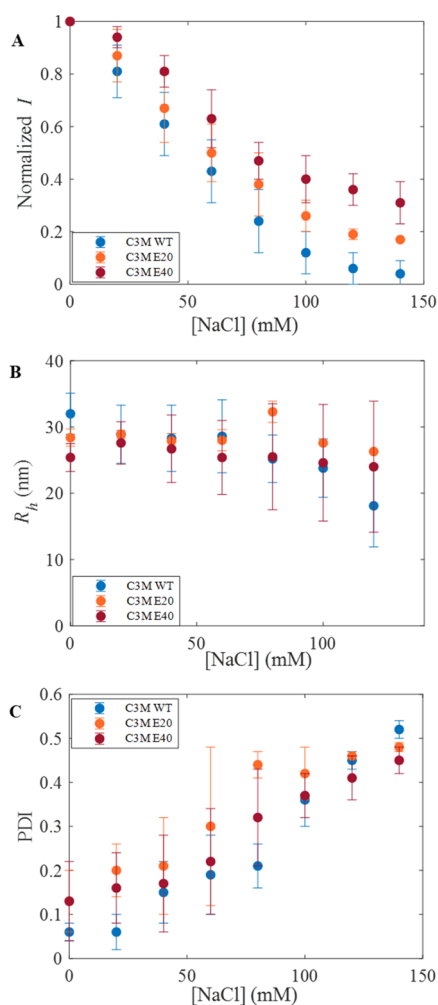 A
Normalized I
1
0.8
0.6
0.4
0.2
0
C3M WT
C3M E20
C3M E40
0 50 100 150
[NaCl] (mM)
B
R_h (nm)
40
30
20
10
0
C3M WT
C3M E20
C3M E40
0 50 100
[NaCl] (mM)
C
PDI
0.6
0.5
0.4
0.3
0.2
0.1
0
C3M WT
C3M E20
C3M E40
0 50 100 150
[NaCl] (mM)